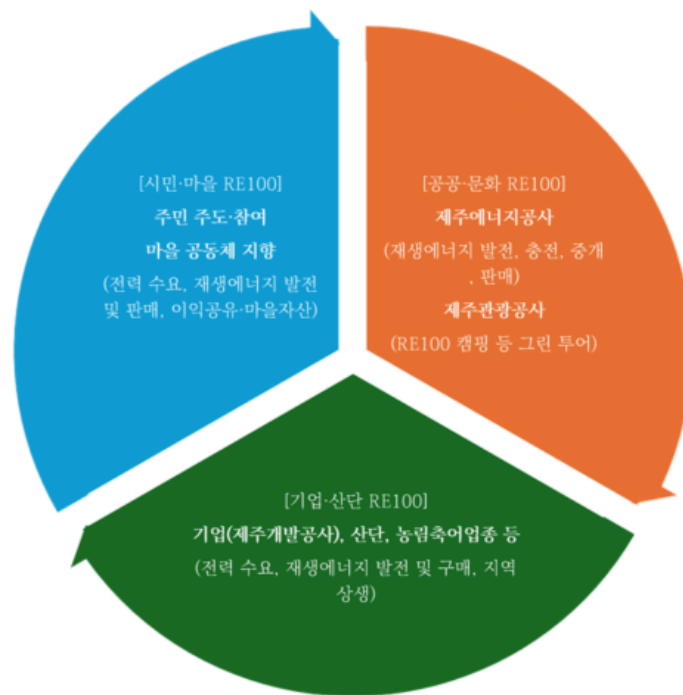 [시민·마을 RE100]
주민 주도·참여
마을 공동체 지향
(전력 수요, 재생에너지 발전
및 판매, 이익공유·마을자산)
[공공·문화 RE100]
제주에너지공사
(재생에너지 발전, 충전, 중개
, 판매)
제주관광공사
(RE100 캠핑 등 그린 투어)
[기업·산단 RE100]
기업(제주개발공사), 산단, 농림축어업종 등
(전력 수요, 재생에너지 발전 및 구매, 지역
상생)